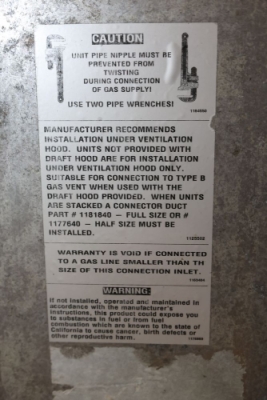 CAUTION
UNIT PIPE NIPPLE MUST BE
PREVENTED FROM
TWISTING
DURING CONNECTION
OF GAS SUPPLY!
USE TWO PIPE WRENCHES!
MANUFACTURER RECOMMENDS
INSTALLATION UNDER VENTILATION
HOOD. UNITS NOT PROVIDED WITH
DRAFT HOOD ARE FOR INSTALLATION
UNDER VENTILATION HOOD ONLY.
SUITABLE FOR CONNECTION TO TYPE B
GAS VENT WHEN USED WITH THE
DRAFT HOOD PROVIDED. WHEN UNITS
ARE STACKED A CONNECTOR DUCT
PART # 1181840 — FULL SIZE OR #
1177640 — HALF SIZE MUST BE
INSTALLED.
WARRANTY IS VOID IF CONNECTED
TO A GAS LINE SMALLER THAN TH
SIZE OF THIS CONNECTION INLET.
WARNING:
If not installed, operated and maintained in
accordance with the manufacturer's
instructions, this product could expose you
to substances in fuel or from fuel
combustion which are known to the state of
California to cause cancer, birth defects or
other reproductive harm.